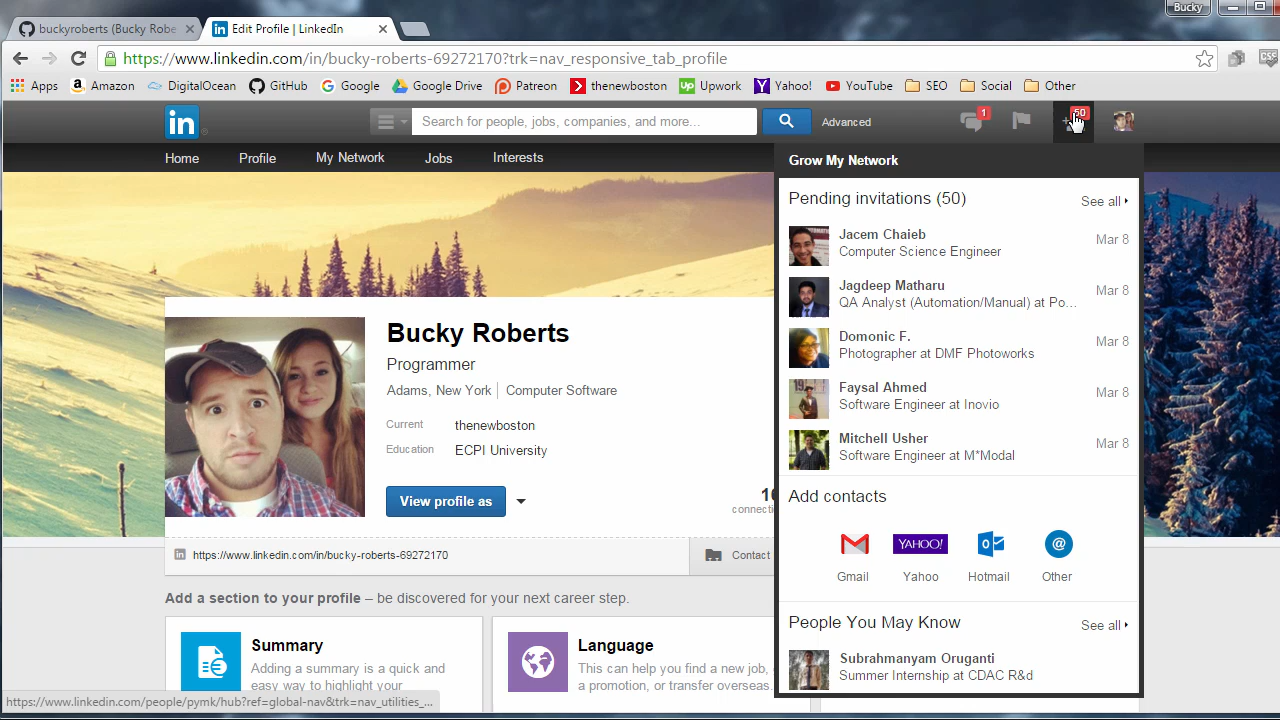 Bucky
buckyroberts (Bucky Robe
Edit Profile | LinkedIn
https://www.linkedin.com/in/bucky-roberts-69272170?trk=nav_responsive_tab_profile
Apps Amazon DigitalOcean GitHub Google Google Drive Patreon thenewboston Upwork Yahoo! YouTube SEO Social Other
in Search for people, jobs, companies, and more... Advanced 1 50
Home Profile My Network Jobs Interests
Grow My Network
Pending invitations (50) See all
Jacem Chaieb
Computer Science Engineer
Mar 8
Jagdeep Matharu
QA Analyst (Automation/Manual) at Po...
Mar 8
Domonic F.
Photographer at DMF Photoworks
Mar 8
Faysal Ahmed
Software Engineer at Inovio
Mar 8
Mitchell Usher
Software Engineer at M*Modal
Mar 8
Add contacts
YAHOO!
Gmail Yahoo Hotmail Other
People You May Know See all
Subrahmanyam Oruganti
Summer Internship at CDAC R&d
Bucky Roberts
Programmer
Adams, New York Computer Software
Current thenewboston
Education ECPI University
View profile as
connecti
https://www.linkedin.com/in/bucky-roberts-69272170
Contact
Add a section to your profile – be discovered for your next career step.
Summary
Adding a summary is a quick and
easy way to highlight your
Language
This can help you find a new job,
a promotion, or transfer overseas.
https://www.linkedin.com/people/pymk/hub?ref=global-nav&trk=nav_utilities_...